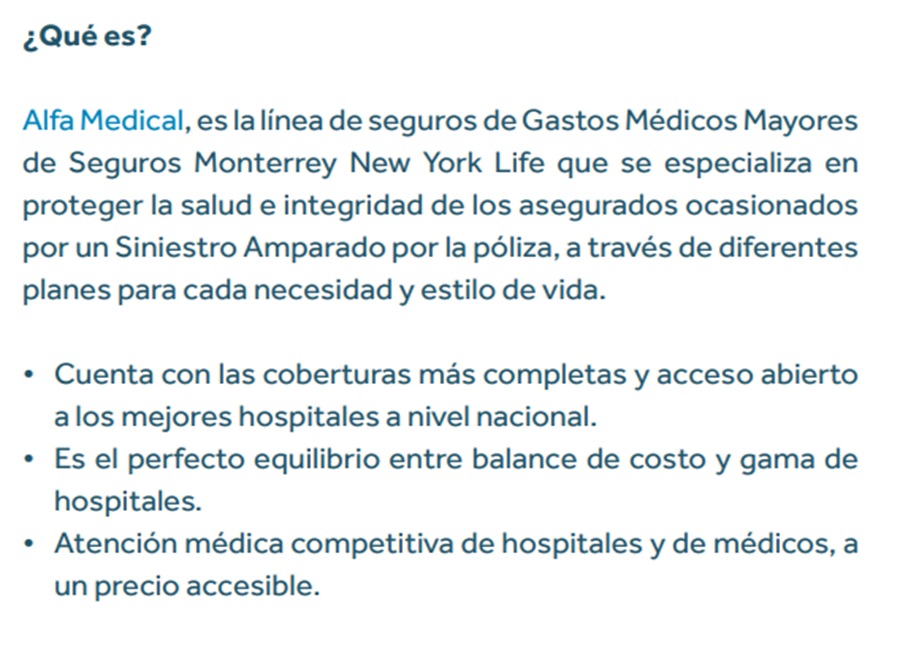 ¿Qué es?
Alfa Medical, es la línea de seguros de Gastos Médicos Mayores
de Seguros Monterrey New York Life que se especializa en
proteger la salud e integridad de los asegurados ocasionados
por un Siniestro Amparado por la póliza, a través de diferentes
planes para cada necesidad y estilo de vida.
• Cuenta con las coberturas más completas y acceso abierto
a los mejores hospitales a nivel nacional.
• Es el perfecto equilibrio entre balance de costo y gama de
hospitales.
• Atención médica competitiva de hospitales y de médicos, a
un precio accesible.